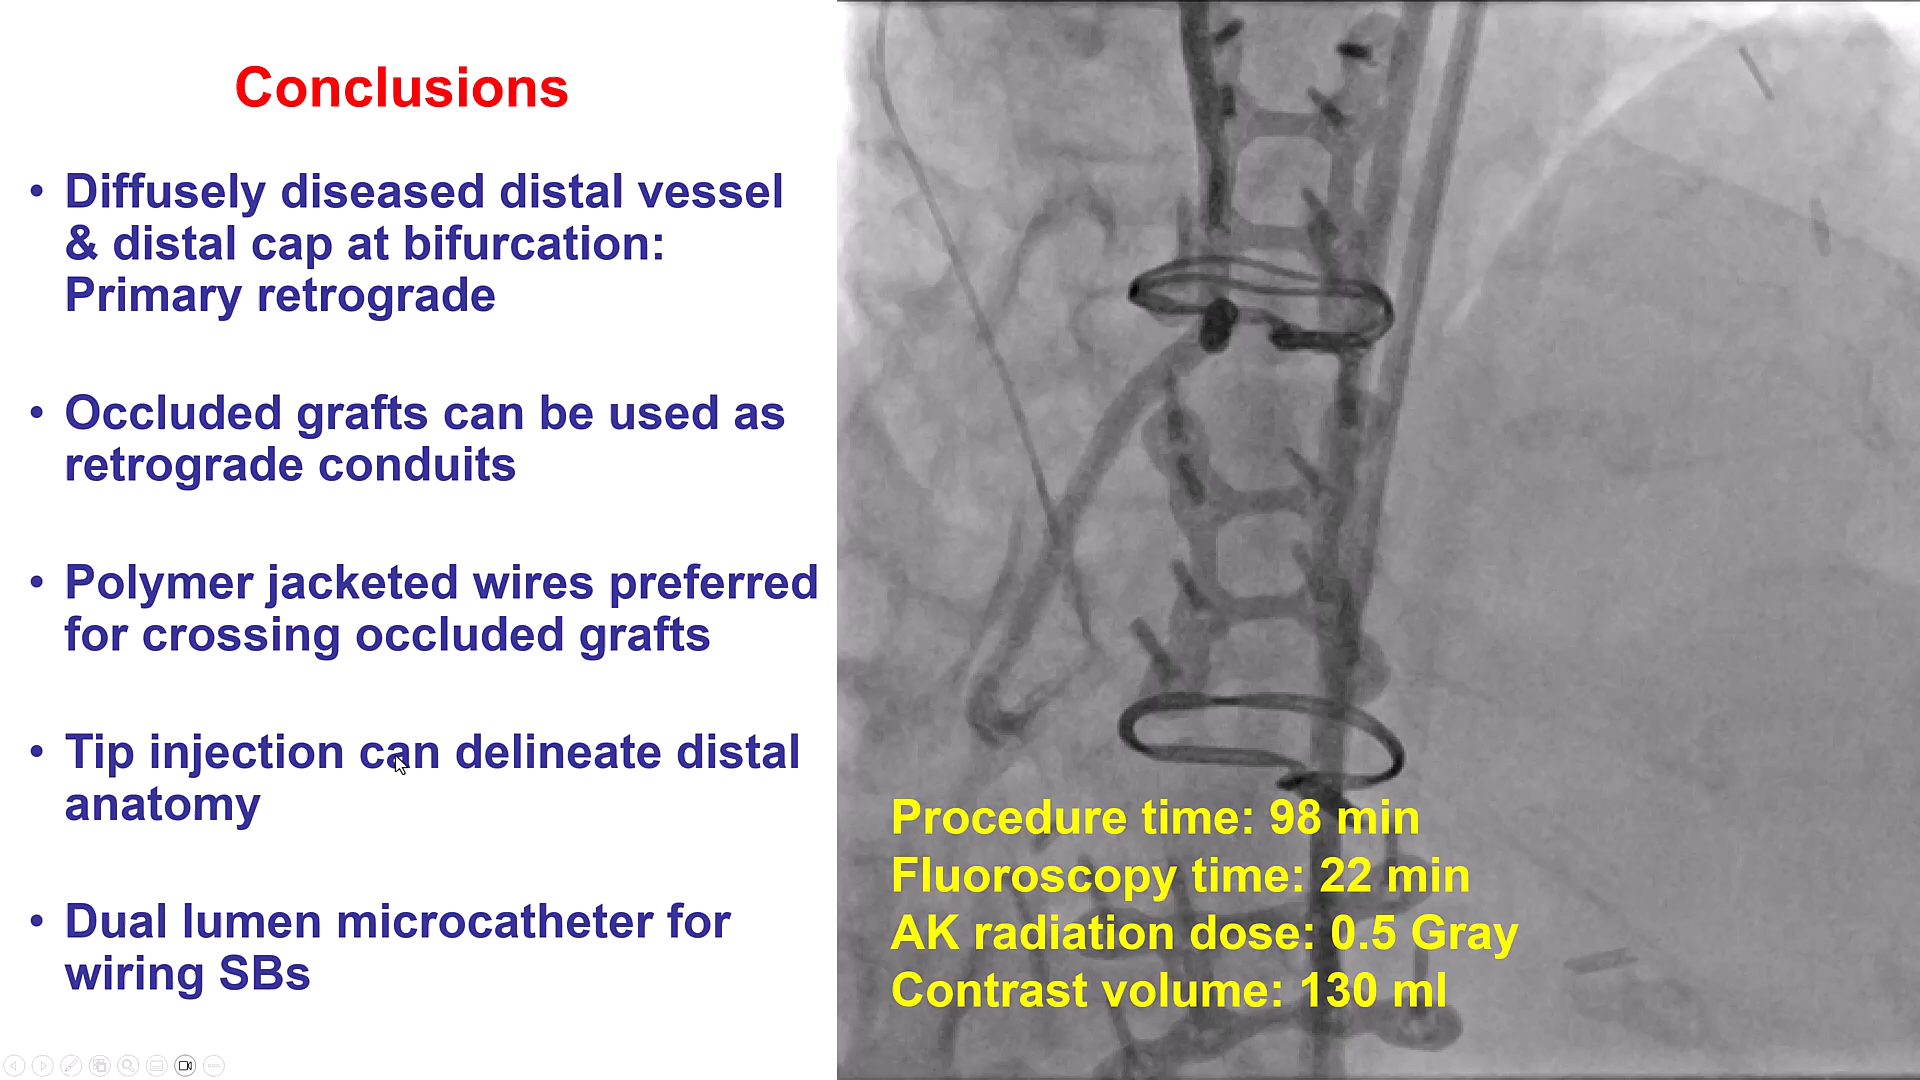 Conclusions
• Diffusely diseased distal vessel
& distal cap at bifurcation:
Primary retrograde
• Occluded grafts can be used as
retrograde conduits
• Polymer jacketed wires preferred
for crossing occluded grafts
• Tip injection can delineate distal
anatomy
• Dual lumen microcatheter for
wiring SBs
Procedure time: 98 min
Fluoroscopy time: 22 min
AK radiation dose: 0.5 Gray
Contrast volume: 130 ml